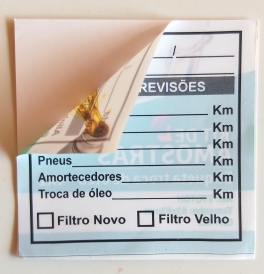 /
REVISÕES
Km
Km
Km
Pneus Km
Amortecedores Km
Troca de óleo Km
Filtro Novo Filtro Velho